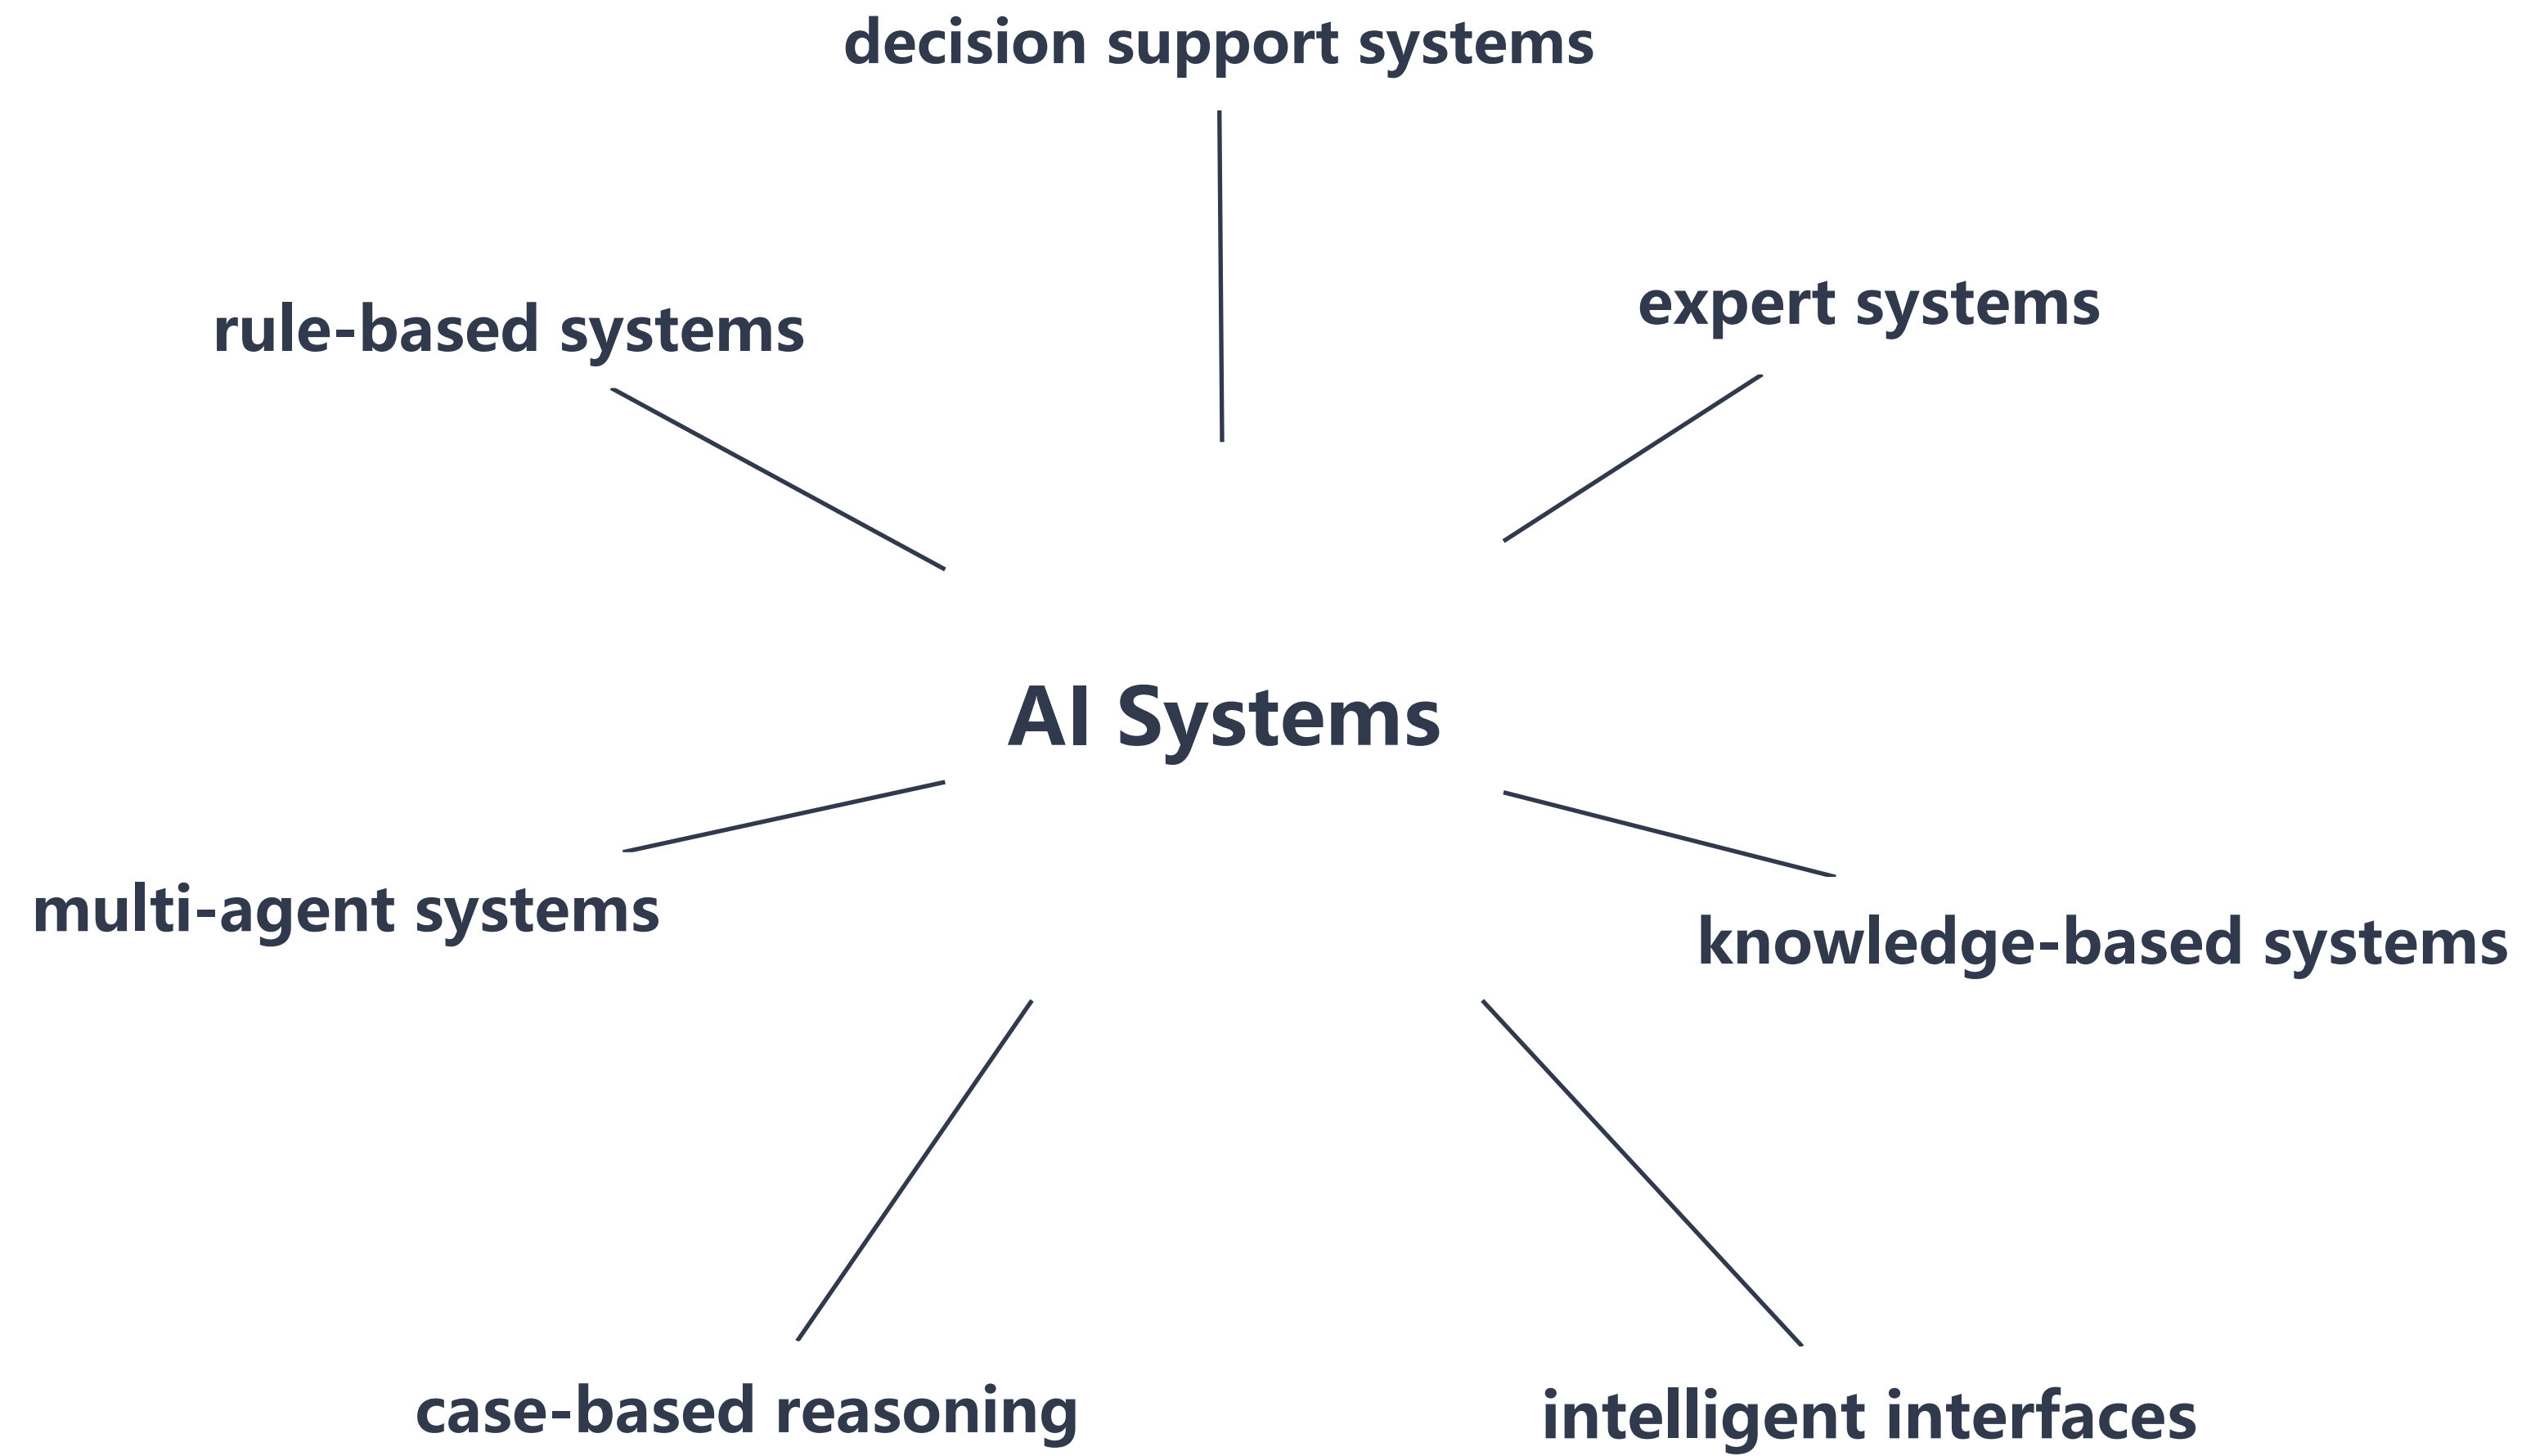 decision support systems
rule-based systems
expert systems
AI Systems
multi-agent systems
knowledge-based systems
case-based reasoning
intelligent interfaces